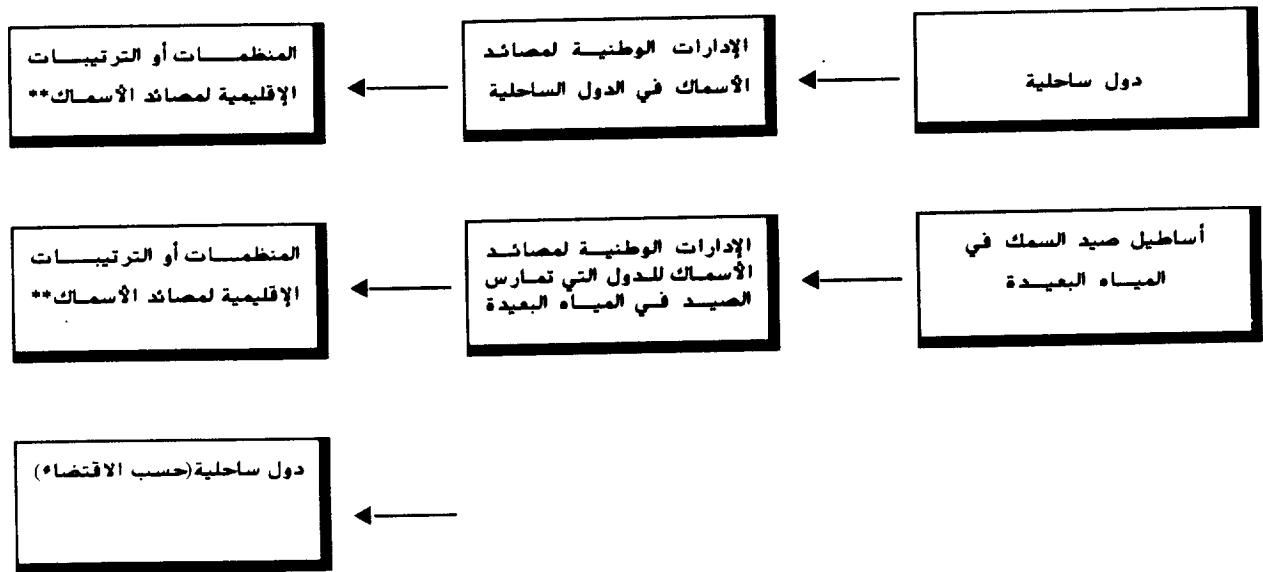 دول ساحلية
الإدارات الوطنية لمصائد
الأسماك في الدول الساحلية
المنظمات أو الترتيبات
الإقليمية لمصائد الأسماك**
أساطيل صيد السمك في
المياه البعيدة
الإدارات الوطنية لمصائد
الأسماك للدول التي تمارس
الصيد في المياه البعيدة
المنظمات أو الترتيبات
الإقليمية لمصائد الأسماك**
دول ساحلية(حسب الاقتضاء)